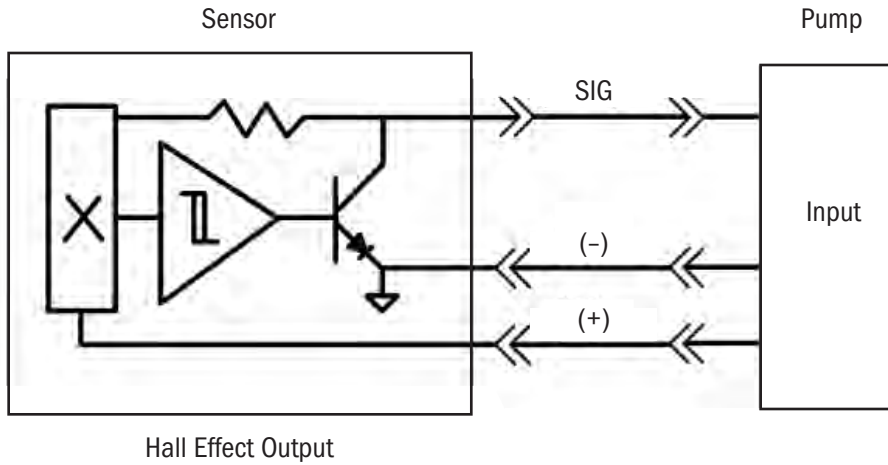 Sensor
Pump
SIG
Input
(–)
(+)
Hall Effect Output